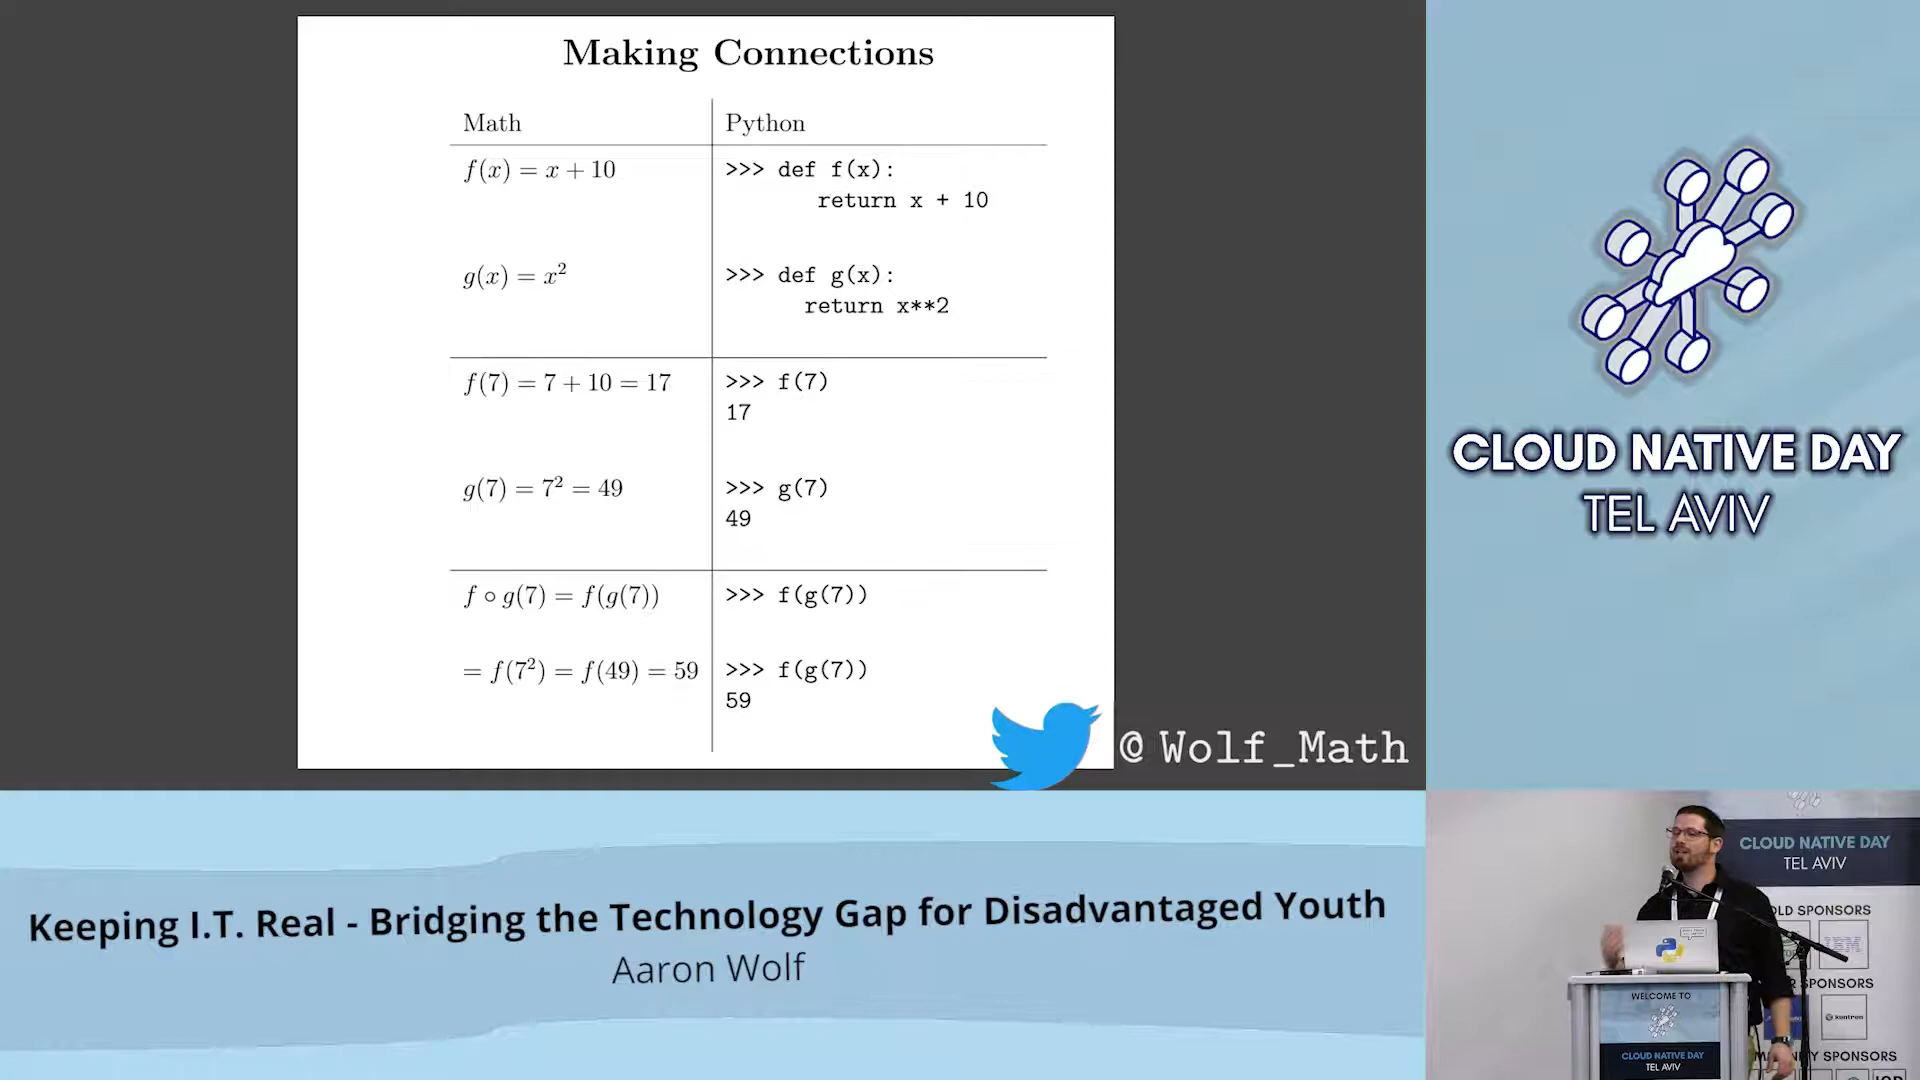 Making Connections
Math Python
f(x) = x + 10 >>> def f(x):
return x + 10
g(x) = x² >>> def g(x):
return x**2
f(7) = 7 + 10 = 17 >>> f(7)
17
g(7) = 7² = 49 >>> g(7)
49
f ∘ g(7) = f(g(7)) >>> f(g(7))
= f(7²) = f(49) = 59 >>> f(g(7))
59
@Wolf_Math
CLOUD NATIVE DAY
TEL AVIV
Keeping I.T. Real - Bridging the Technology Gap for Disadvantaged Youth
Aaron Wolf
CLOUD NATIVE DAY
TEL AVIV
OLD SPONSORS
SPONSORS
kontron
SPONSORS
WELCOME TO
CLOUD NATIVE DAY
TEL AVIV